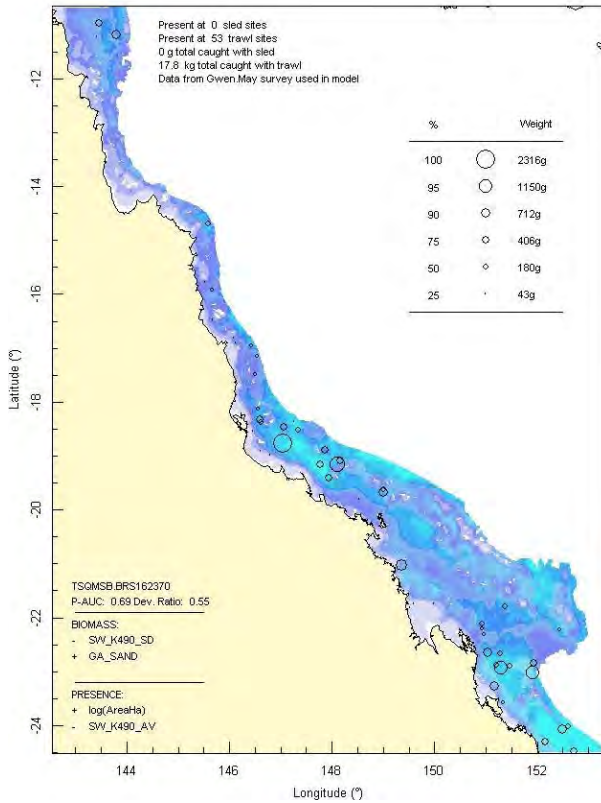 Present at 0 sled sites
Present at 53 trawl sites
0 g total caught with sled
17.8 kg total caught with trawl
Data from Gwen.May survey used in model
% Weight
100 2316g
95 1150g
90 712g
75 406g
50 180g
25 43g
-12
-14
-16
-18
-20
-22
-24
Latitude (°)
TSQMSB.BRS162370
P-AUC: 0.69 Dev. Ratio: 0.55
BIOMASS:
- SW_K490_SD
+ GA_SAND
PRESENCE:
+ log(AreaHa)
- SW_K490_AV
144 146 148 150 152
Longitude (°)